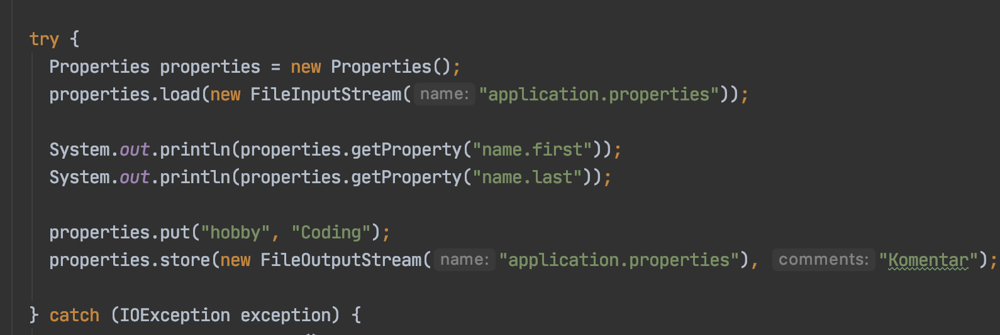 try {
Properties properties = new Properties();
properties.load(new FileInputStream( name: "application.properties"));
System.out.println(properties.getProperty("name.first"));
System.out.println(properties.getProperty("name.last"));
properties.put("hobby", "Coding");
properties.store(new FileOutputStream( name: "application.properties"), comments: "Komentar");
} catch (IOException exception) {